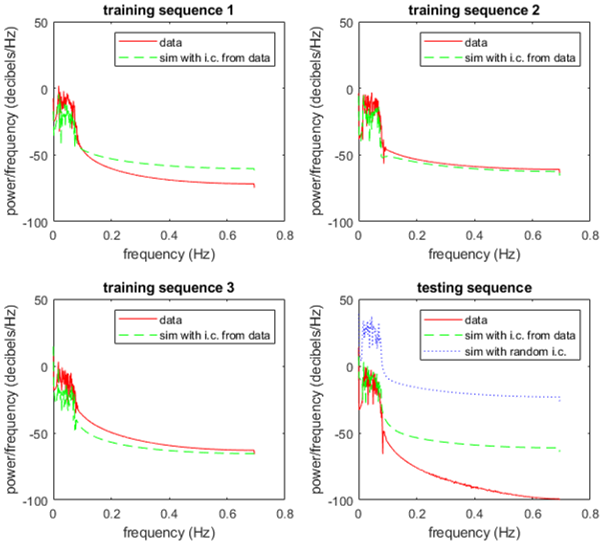 training sequence 1
50
0
-50
-100
power/frequency (decibels/Hz)
data
sim with i.c. from data
0 0.2 0.4 0.6 0.8
frequency (Hz)
training sequence 2
50
0
-50
-100
power/frequency (decibels/Hz)
data
sim with i.c. from data
0 0.2 0.4 0.6 0.8
frequency (Hz)
training sequence 3
50
0
-50
-100
power/frequency (decibels/Hz)
data
sim with i.c. from data
0 0.2 0.4 0.6 0.8
frequency (Hz)
testing sequence
50
0
-50
-100
power/frequency (decibels/Hz)
data
sim with i.c. from data
sim with random i.c.
0 0.2 0.4 0.6 0.8
frequency (Hz)